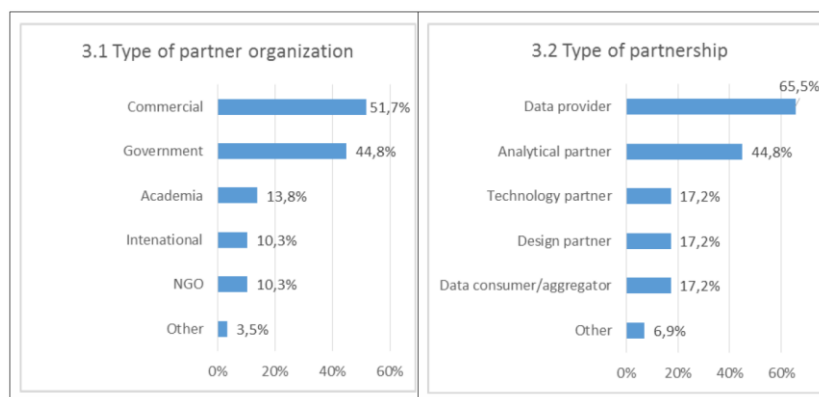 3.1 Type of partner organization
Commercial 51,7%
Government 44,8%
Academia 13,8%
Intenational 10,3%
NGO 10,3%
Other 3,5%
0% 20% 40% 60%
3.2 Type of partnership
Data provider 65,5%
Analytical partner 44,8%
Technology partner 17,2%
Design partner 17,2%
Data consumer/aggregator 17,2%
Other 6,9%
0% 20% 40% 60%